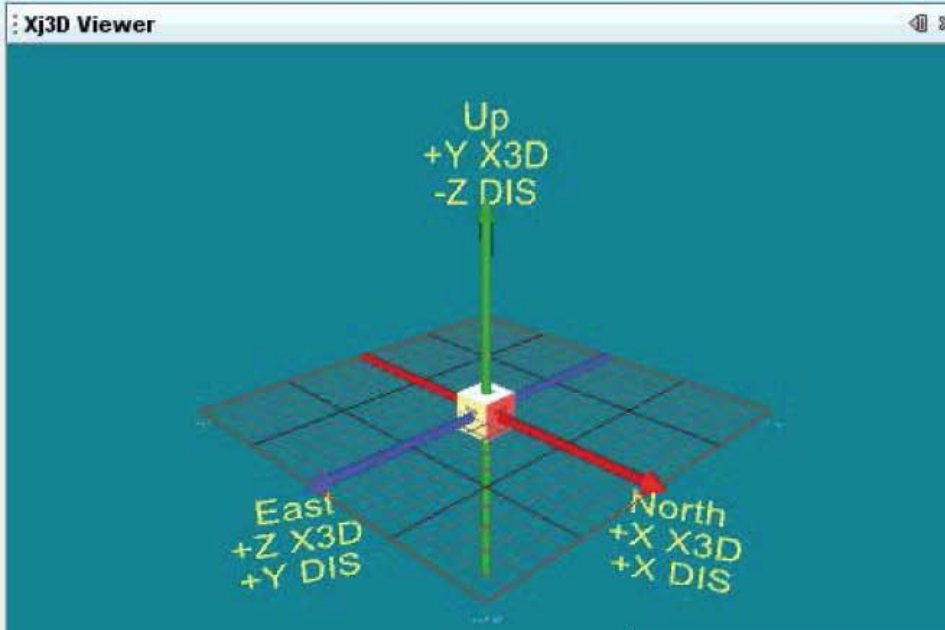 Xj3D Viewer
Up
+Y X3D
-Z DIS
East
+Z X3D
+Y DIS
North
+X X3D
+X DIS